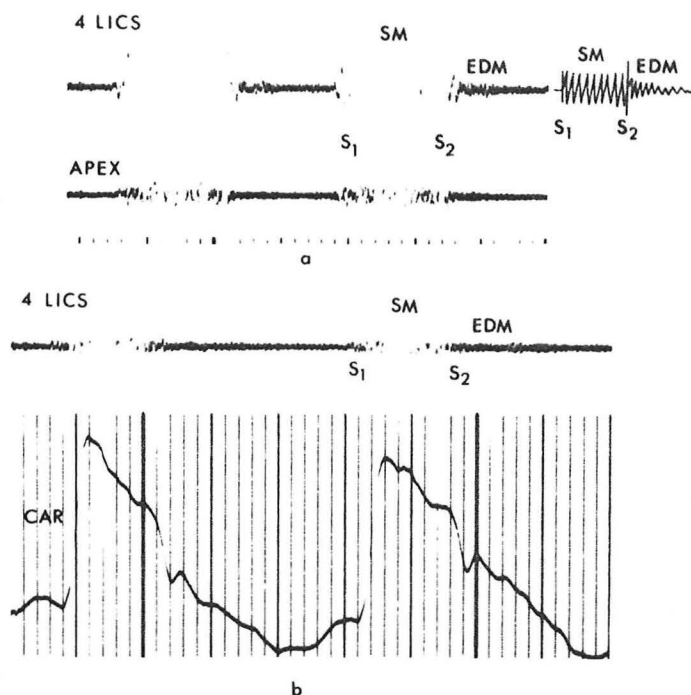 4 LICS SM
EDM SM EDM
S1 S2 S1 S2
APEX
a
4 LICS SM
EDM
S1 S2
CAR
b